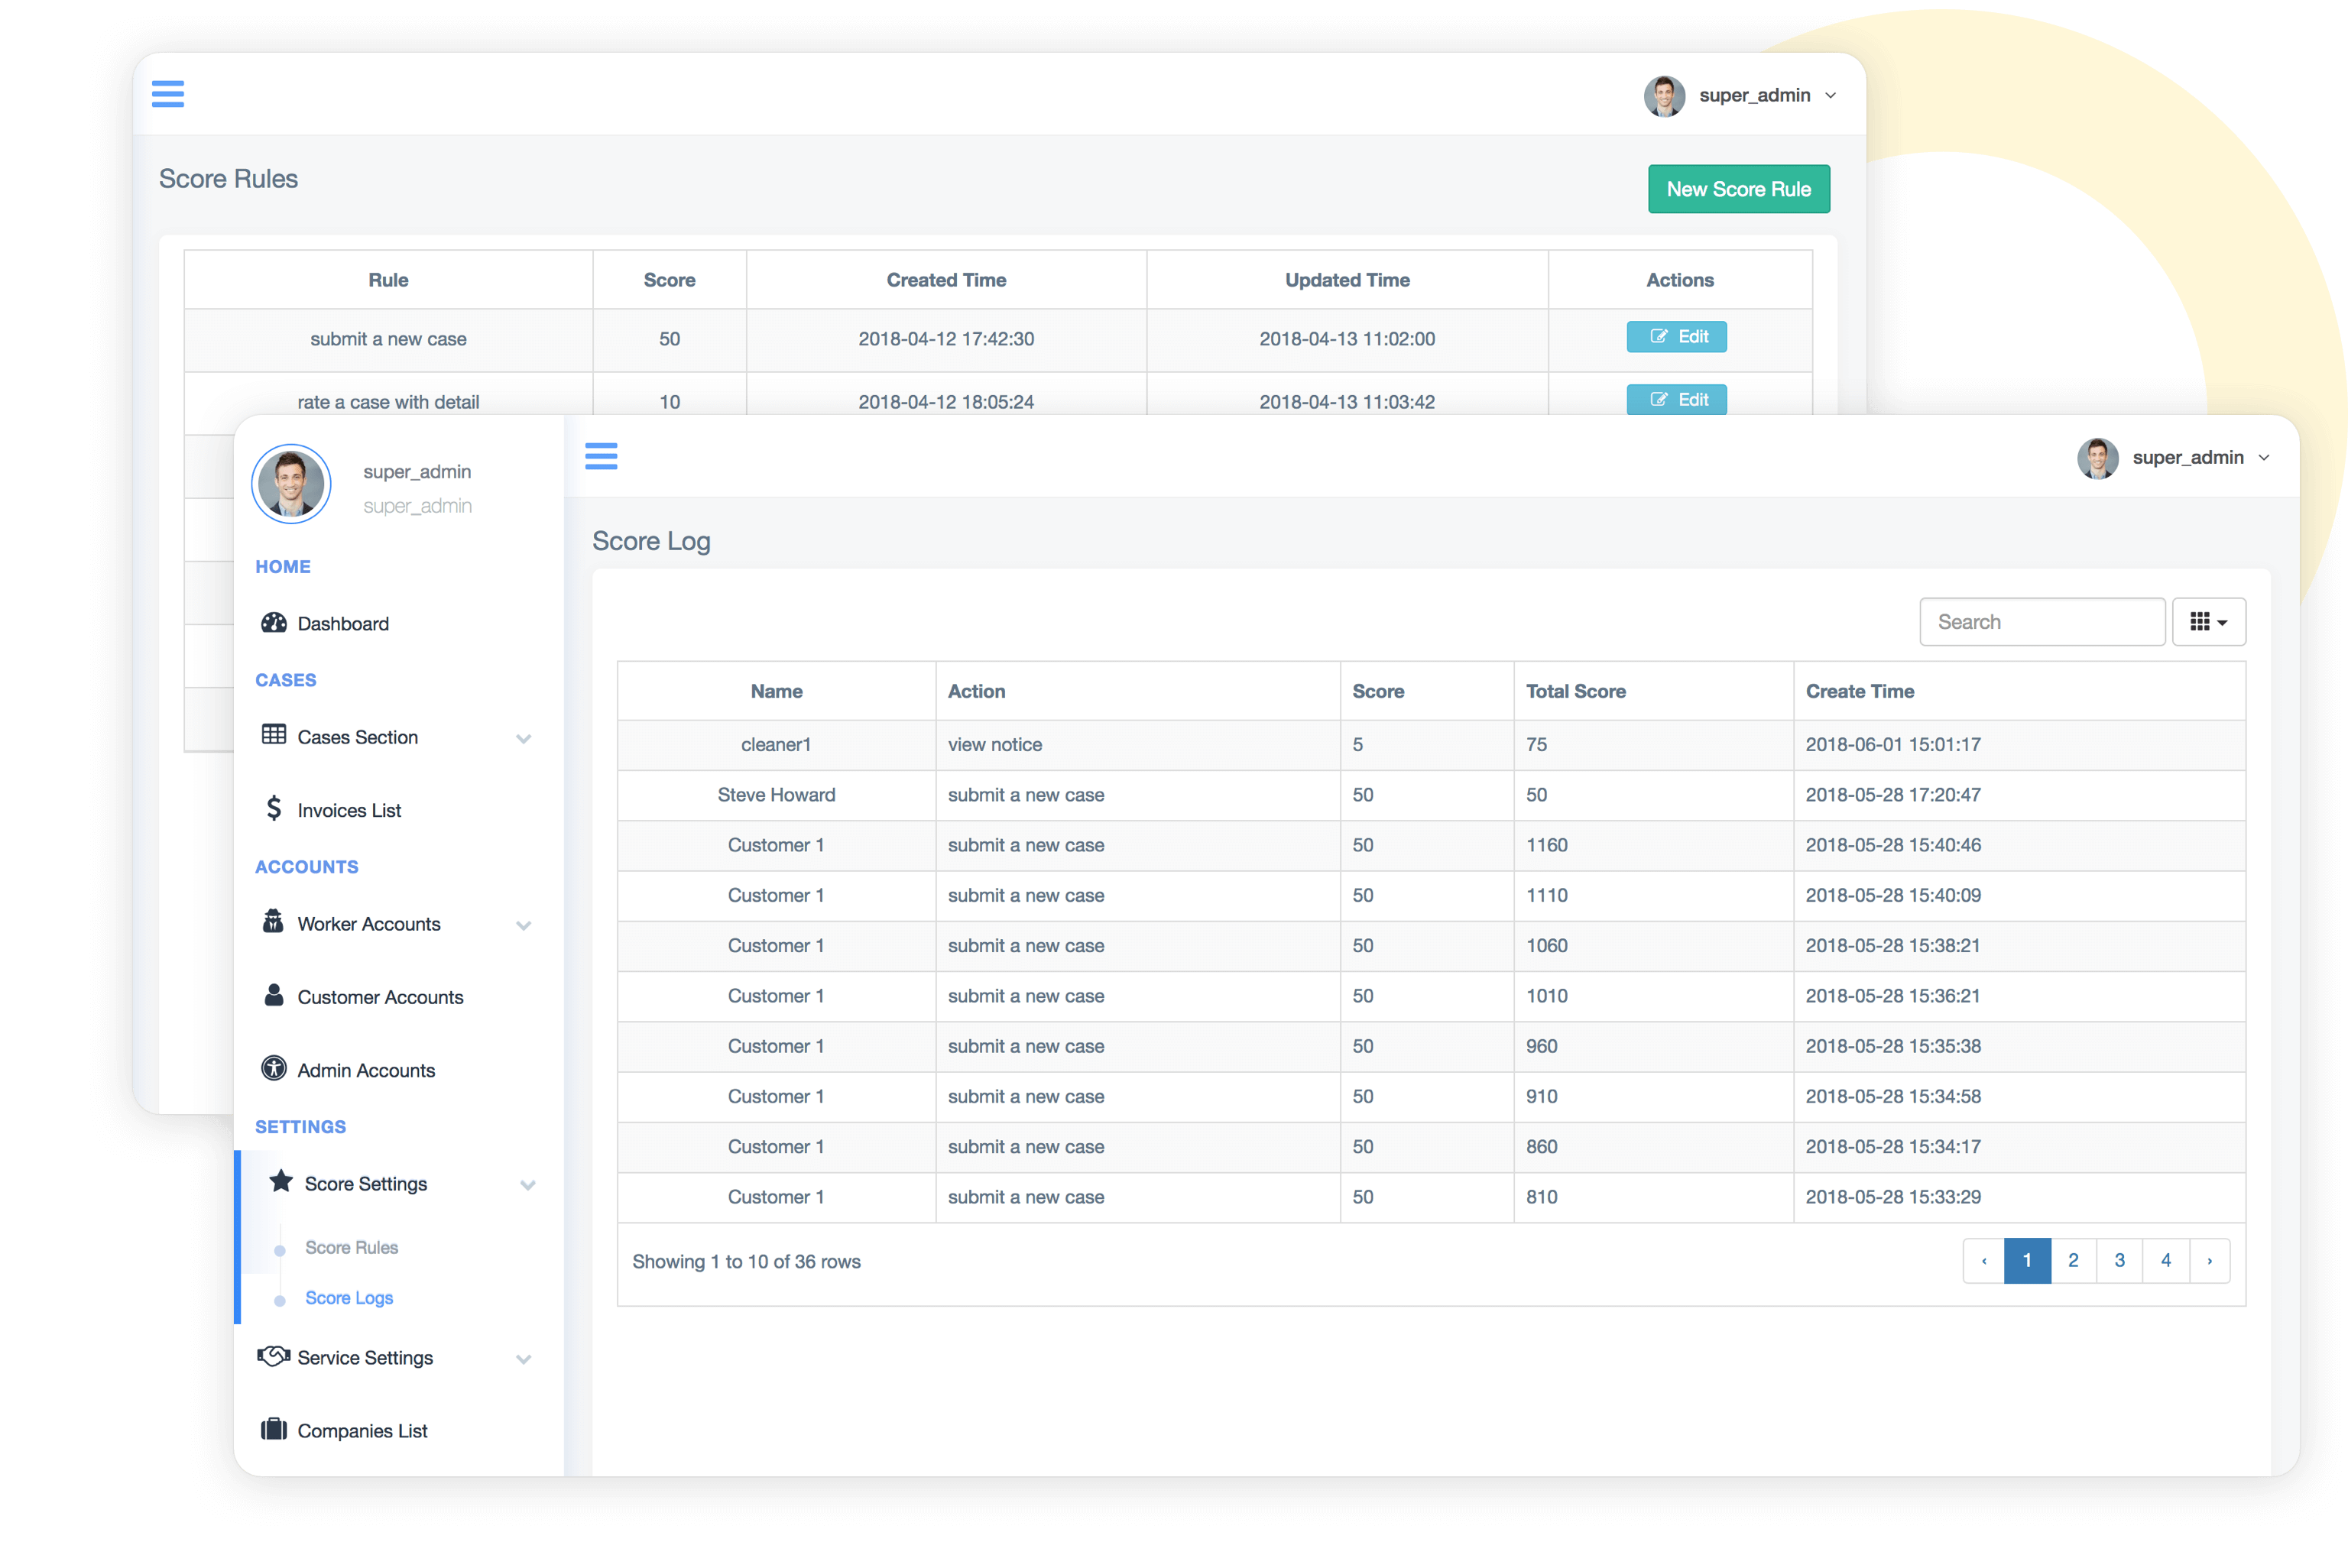 super_admin
Score Rules
New Score Rule
Rule Score Created Time Updated Time Actions
submit a new case 50 2018-04-12 17:42:30 2018-04-13 11:02:00 Edit
rate a case with detail 10 2018-04-12 18:05:24 2018-04-13 11:03:42 Edit
super_admin
super_admin
HOME
Dashboard
CASES
Cases Section
Invoices List
ACCOUNTS
Worker Accounts
Customer Accounts
Admin Accounts
SETTINGS
Score Settings
Score Rules
Score Logs
Service Settings
Companies List
super_admin
Score Log
Search
Name Action Score Total Score Create Time
cleaner1 view notice 5 75 2018-06-01 15:01:17
Steve Howard submit a new case 50 50 2018-05-28 17:20:47
Customer 1 submit a new case 50 1160 2018-05-28 15:40:46
Customer 1 submit a new case 50 1110 2018-05-28 15:40:09
Customer 1 submit a new case 50 1060 2018-05-28 15:38:21
Customer 1 submit a new case 50 1010 2018-05-28 15:36:21
Customer 1 submit a new case 50 960 2018-05-28 15:35:38
Customer 1 submit a new case 50 910 2018-05-28 15:34:58
Customer 1 submit a new case 50 860 2018-05-28 15:34:17
Customer 1 submit a new case 50 810 2018-05-28 15:33:29
Showing 1 to 10 of 36 rows
‹ 1 2 3 4 ›